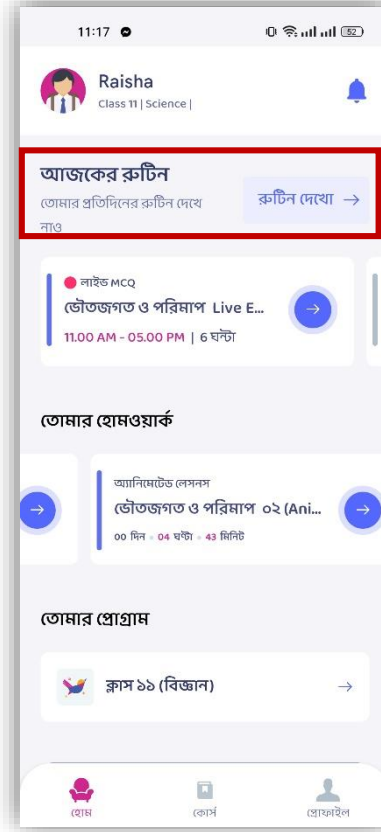 11:17
52
Raisha
Class 11 | Science |
আজকের রুটিন
তোমার প্রতিদিনের রুটিন দেখে
নাও
রুটিন দেখো →
লাইভ MCQ
ভৌতজগত ও পরিমাপ Live E...
11.00 AM - 05.00 PM | 6 ঘন্টা
তোমার হোমওয়ার্ক
অ্যানিমেটেড লেসনস
ভৌতজগত ও পরিমাপ ০২ (Ani...
00 দিন - 04 ঘণ্টা - 43 মিনিট
তোমার প্রোগ্রাম
ক্লাস ১১ (বিজ্ঞান)
হোম
কোর্স
প্রোফাইল